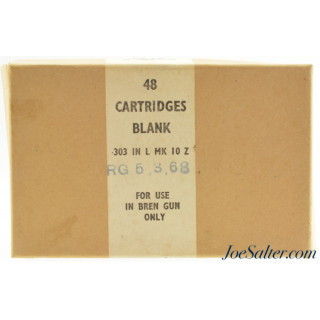 48
CARTRIDGES
BLANK
.303 IN L MK 10 Z
RG 5.3.68
FOR USE
IN BREN GUN
ONLY
JoeSalter.com